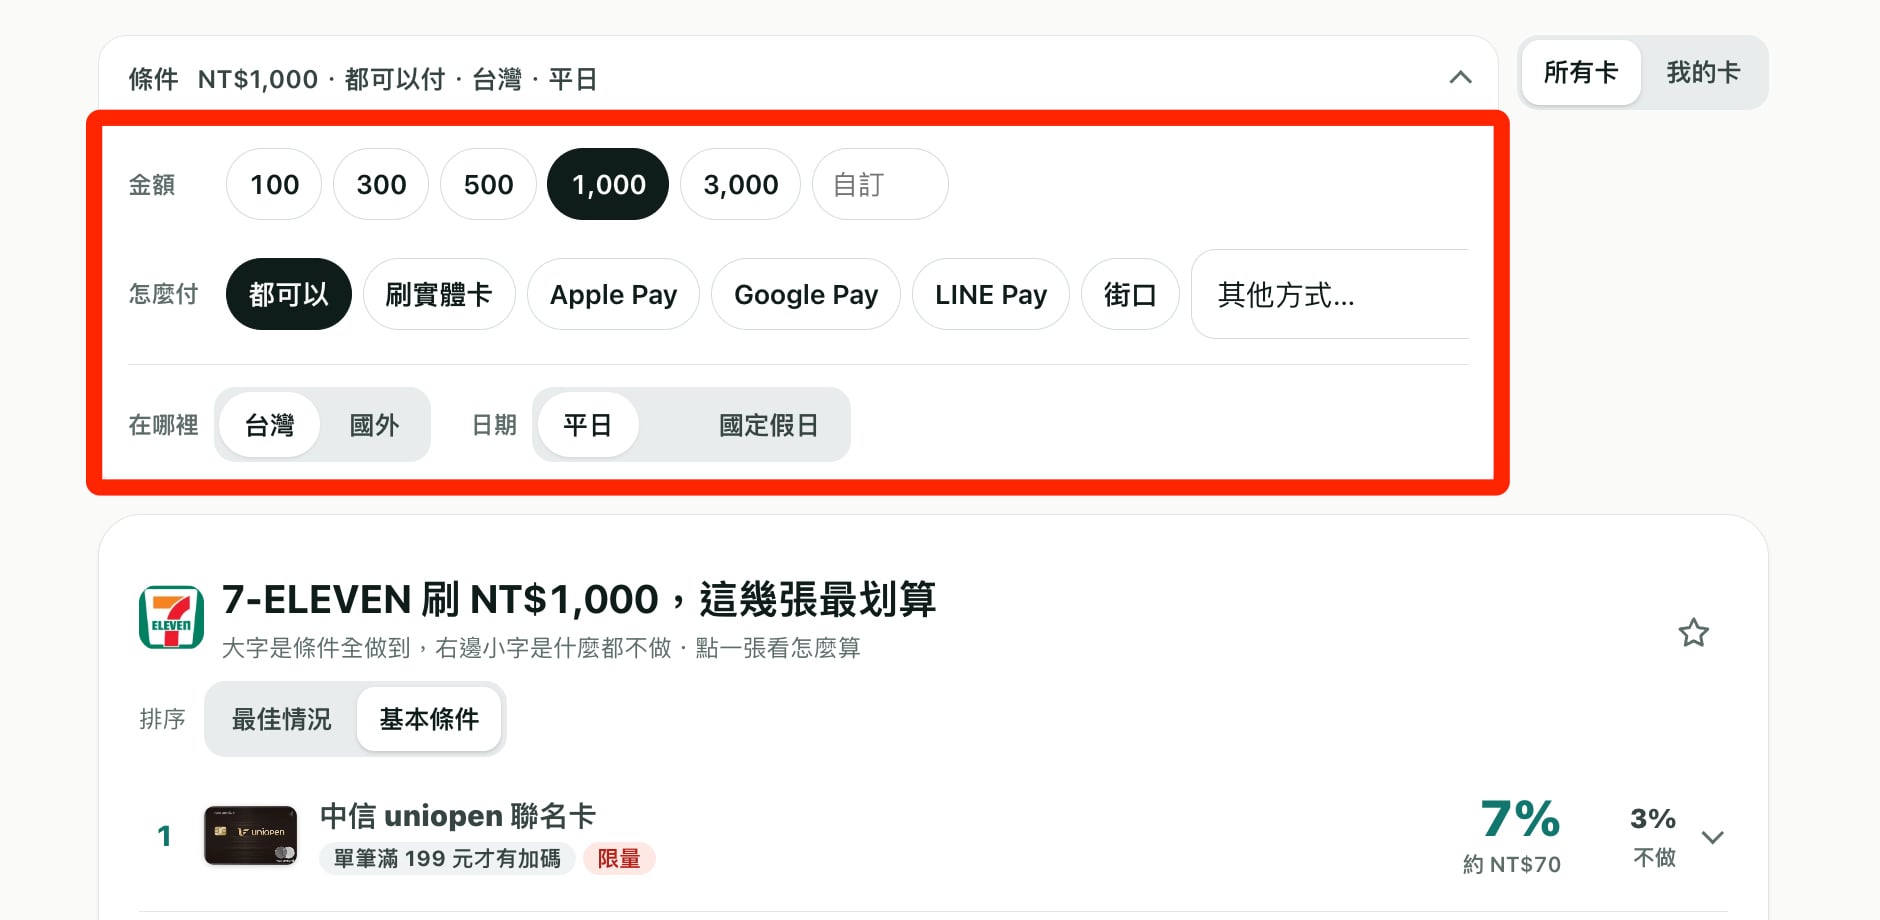 條件 NT$1,000 · 都可以付 · 台灣 · 平日
所有卡 我的卡
金額 100 300 500 1,000 3,000 自訂
怎麼付 都可以 刷實體卡 Apple Pay Google Pay LINE Pay 街口 其他方式...
在哪裡 台灣 國外 日期 平日 國定假日
7-ELEVEN 刷 NT$1,000，這幾張最划算
ELEVEN
大字是條件全做到，右邊小字是什麼都不做 · 點一張看怎麼算
排序 最佳情況 基本條件
1 uniopen 中信 uniopen 聯名卡 7% 3%
單筆滿 199 元才有加碼 限量 約 NT$70 不做